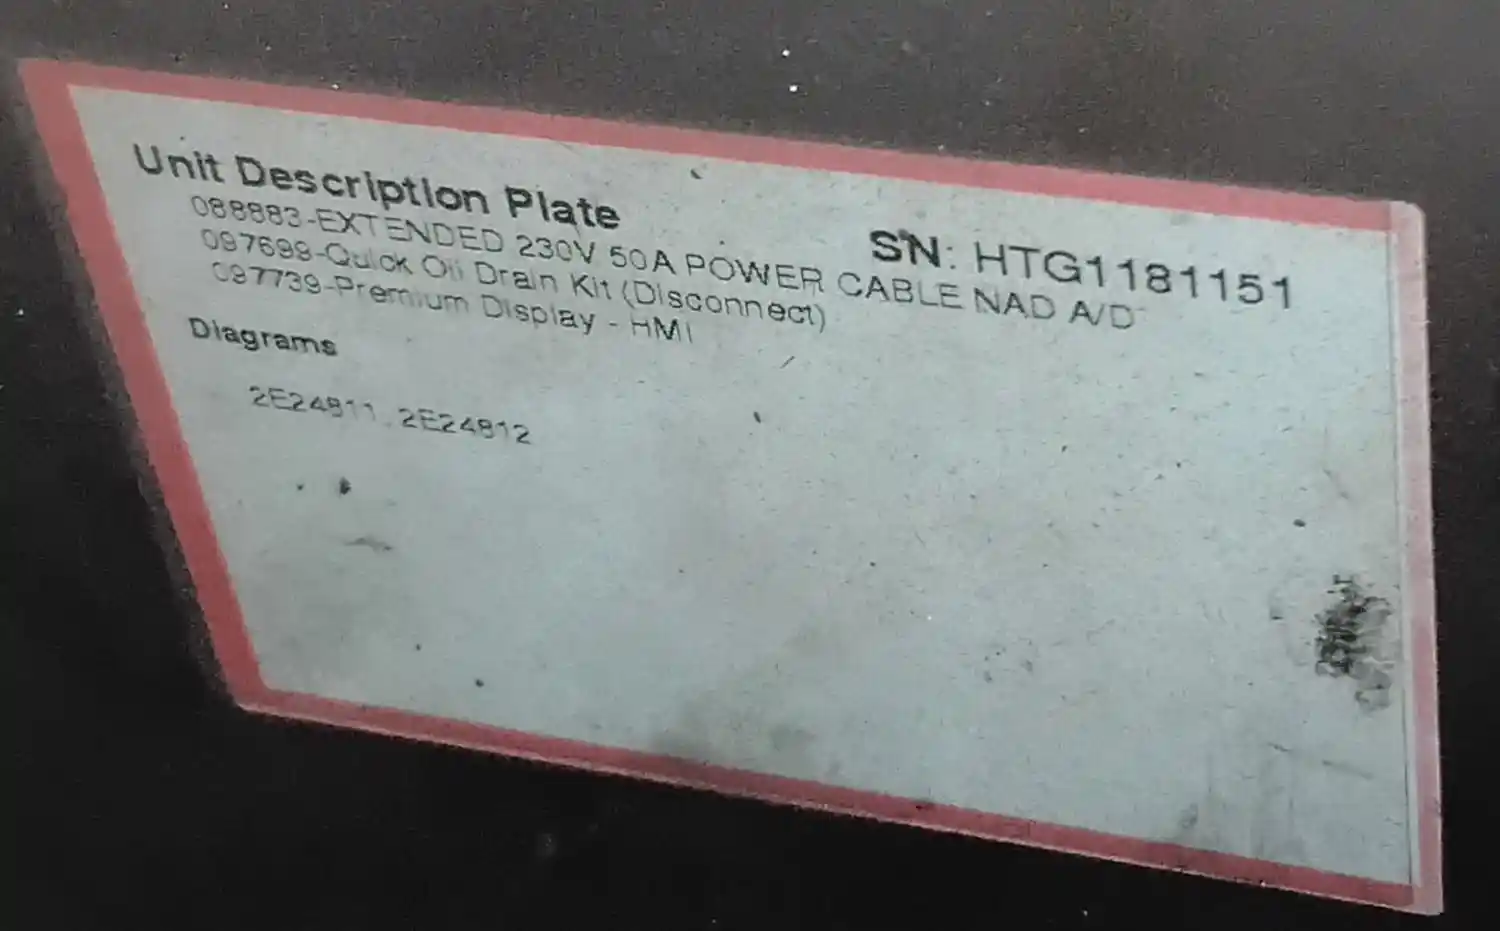 Unit Description Plate
SN: HTG1181151
088883-EXTENDED 230V 50A POWER CABLE NAD A/D
097699-Quick Oil Drain Kit (Disconnect)
097739-Premium Display - HMI
Diagrams
2E24811, 2E24812